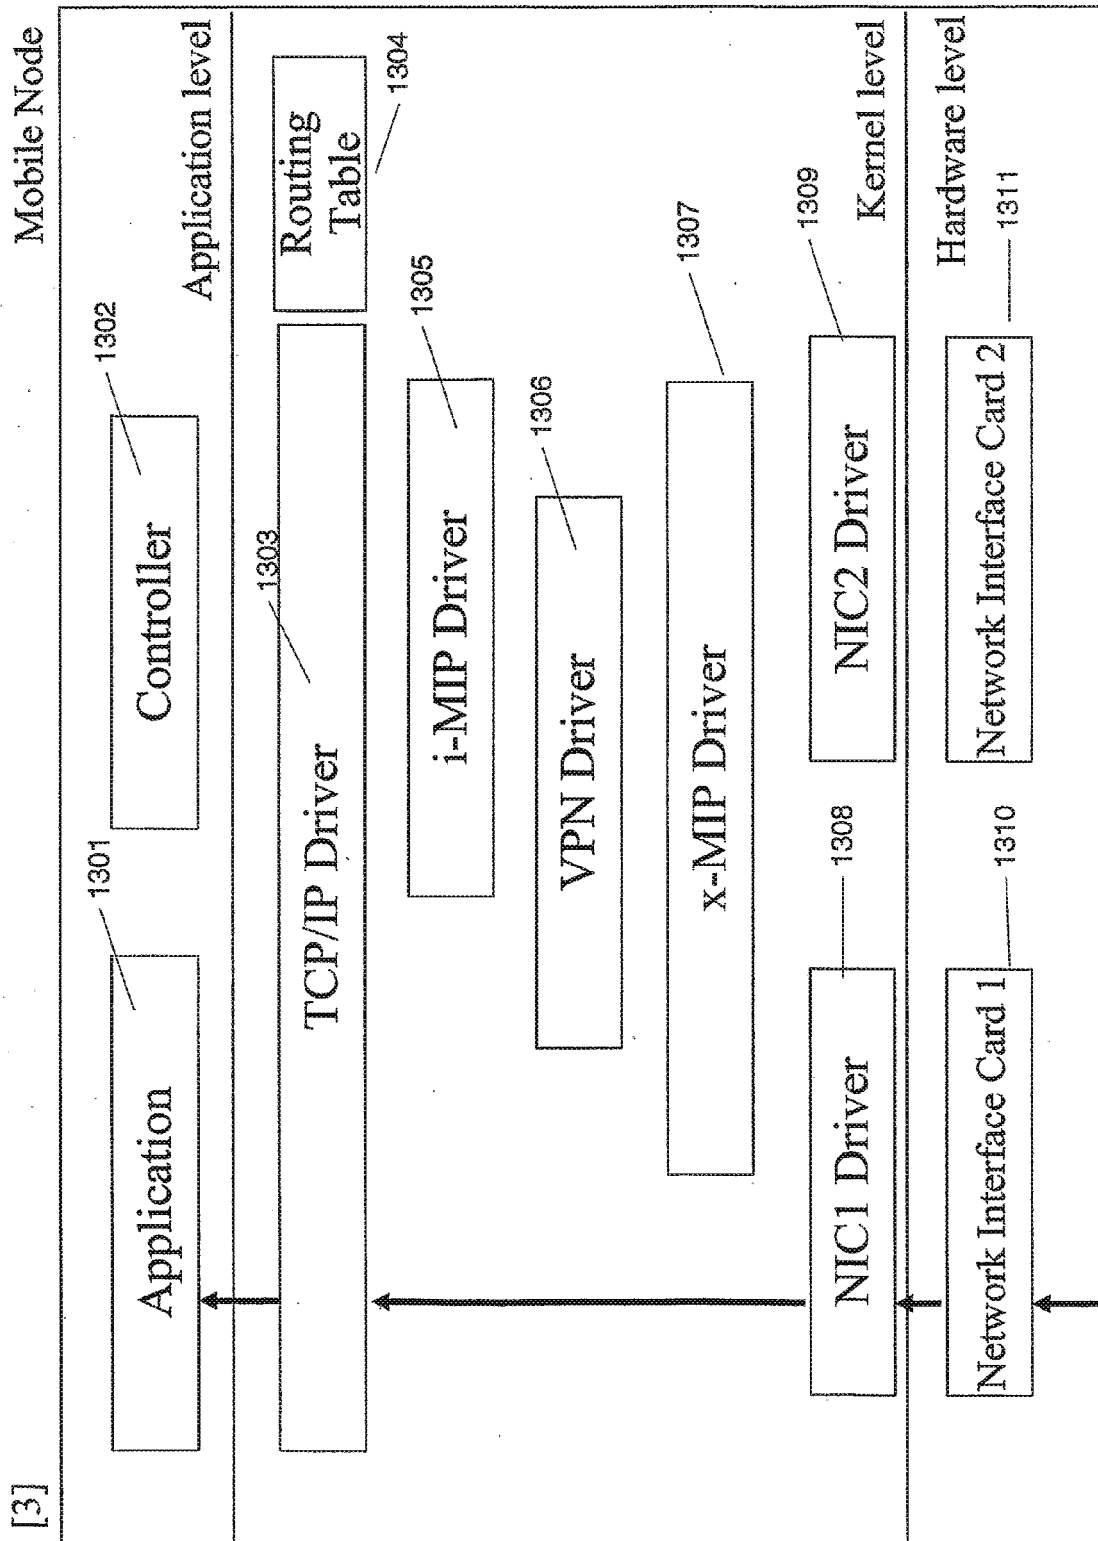 [3]
Mobile Node
Application
1301
Controller
1302
Application level
TCP/IP Driver
1303
Routing
Table
1304
i-MIP Driver
1305
VPN Driver
1306
x-MIP Driver
1307
NIC1 Driver
1308
NIC2 Driver
1309
Kernel level
Hardware level
Network Interface Card 1
1310
Network Interface Card 2
1311